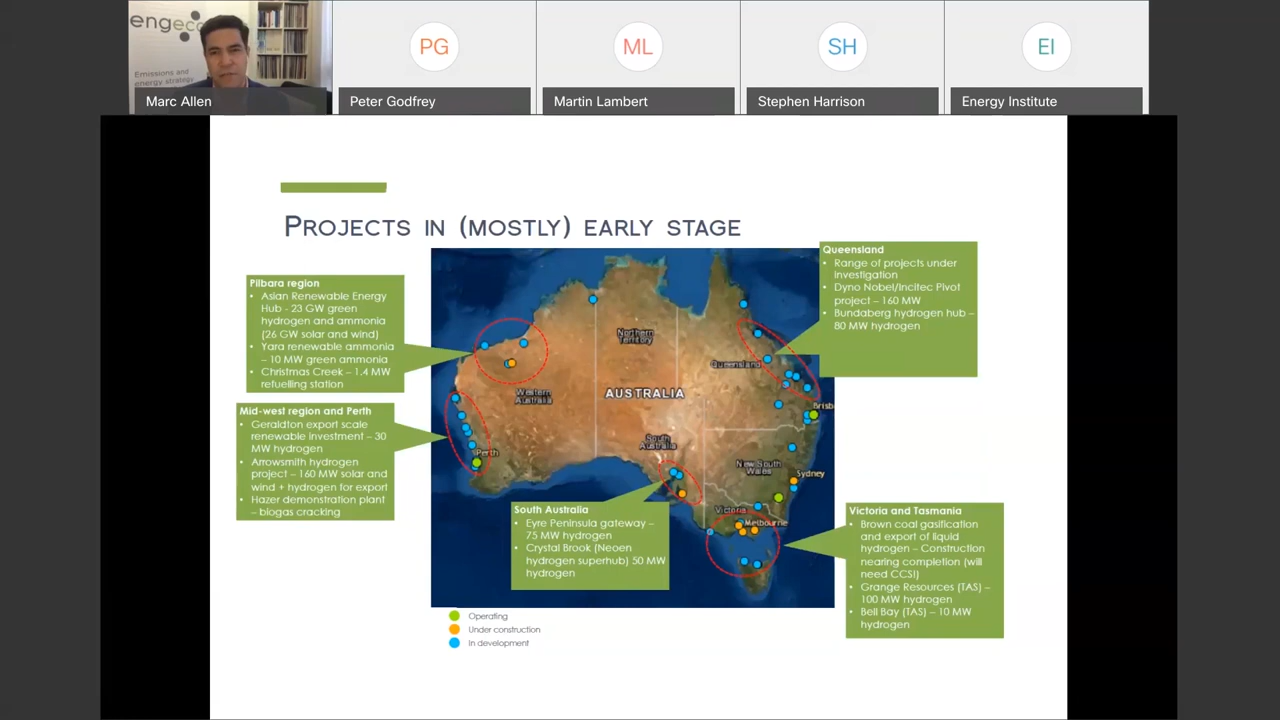 engeco
Emissions and
energy strategy
Marc Allen
PG
Peter Godfrey
ML
Martin Lambert
SH
Stephen Harrison
EI
Energy Institute
PROJECTS IN (MOSTLY) EARLY STAGE
Pilbara region
• Asian Renewable Energy
Hub - 23 GW green
hydrogen and ammonia
(26 GW solar and wind)
• Yara renewable ammonia
– 10 MW green ammonia
• Christmas Creek – 1.4 MW
refuelling station
Mid-west region and Perth
• Geraldton export scale
renewable investment – 30
MW hydrogen
• Arrowsmith hydrogen
project – 160 MW solar and
wind + hydrogen for export
• Hazer demonstration plant
– biogas cracking
South Australia
• Eyre Peninsula gateway –
75 MW hydrogen
• Crystal Brook (Neoen
hydrogen superhub) 50 MW
hydrogen
Queensland
• Range of projects under
investigation
• Dyno Nobel/Incitec Pivot
project – 160 MW
• Bundaberg hydrogen hub –
80 MW hydrogen
Victoria and Tasmania
• Brown coal gasification
and export of liquid
hydrogen – Construction
nearing completion (will
need CCS!)
• Grange Resources (TAS) –
100 MW hydrogen
• Bell Bay (TAS) – 10 MW
hydrogen
Northern
Territory
Queensland
AUSTRALIA
Western
Australia
Brisb
South
Australia
Perth
New South
Wales
Sydney
Victoria
Melbourne
Operating
Under construction
In development